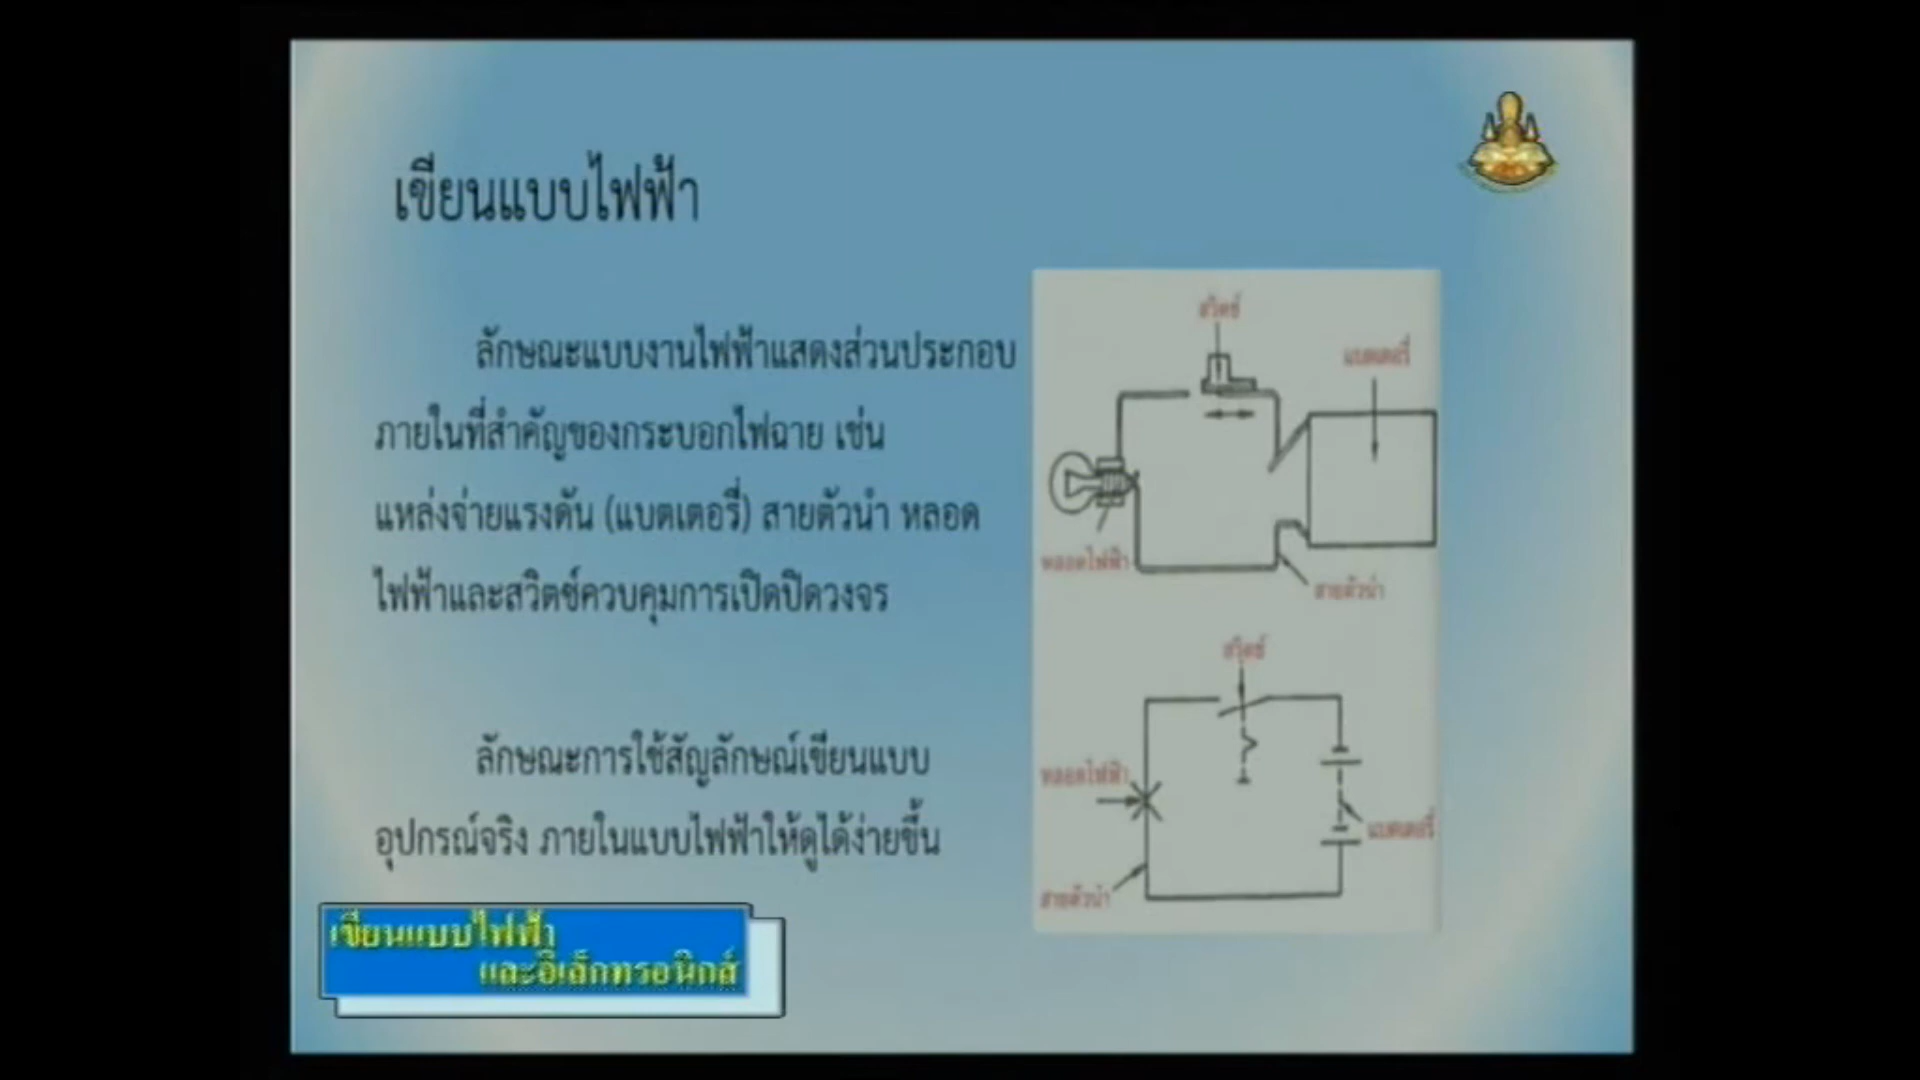 เขียนแบบไฟฟ้า
ลักษณะแบบงานไฟฟ้าแสดงส่วนประกอบ
ภายในที่สำคัญของกระบอกไฟฉาย เช่น
แหล่งจ่ายแรงดัน (แบตเตอรี่) สายตัวนำ หลอด
ไฟฟ้าและสวิตซ์ควบคุมการเปิดปิดวงจร
ลักษณะการใช้สัญลักษณ์เขียนแบบ
อุปกรณ์จริง ภายในแบบไฟฟ้าให้ดูได้ง่ายขึ้น
สวิตซ์
แบตเตอรี่
หลอดไฟฟ้า
สายตัวนำ
สวิตซ์
หลอดไฟฟ้า
แบตเตอรี่
สายตัวนำ
เขียนแบบไฟฟ้า
และอิเล็กทรอนิกส์